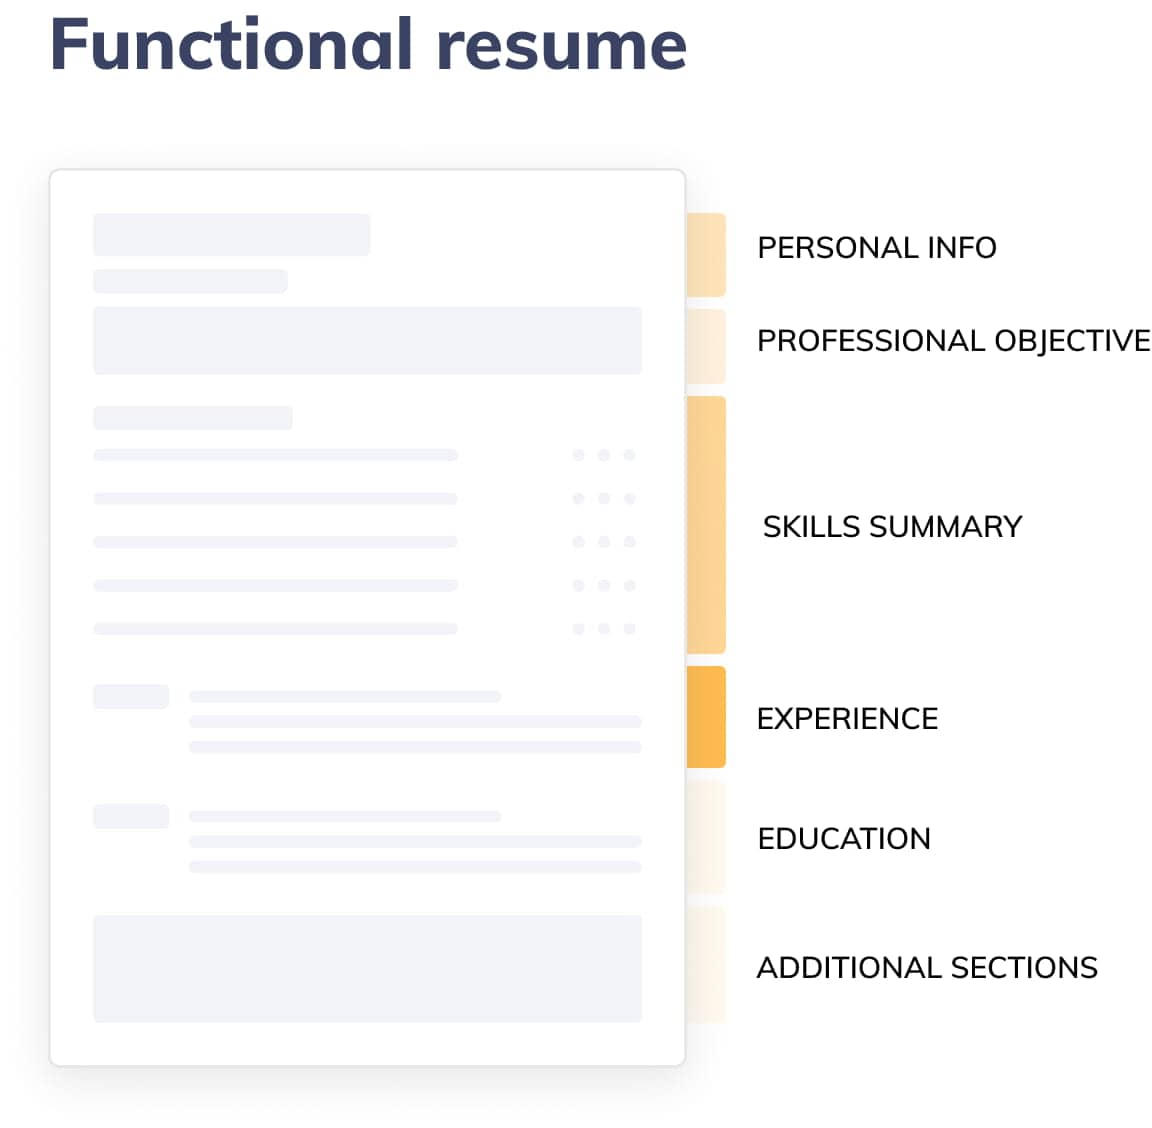 Functional resume
PERSONAL INFO
PROFESSIONAL OBJECTIVE
SKILLS SUMMARY
EXPERIENCE
EDUCATION
ADDITIONAL SECTIONS